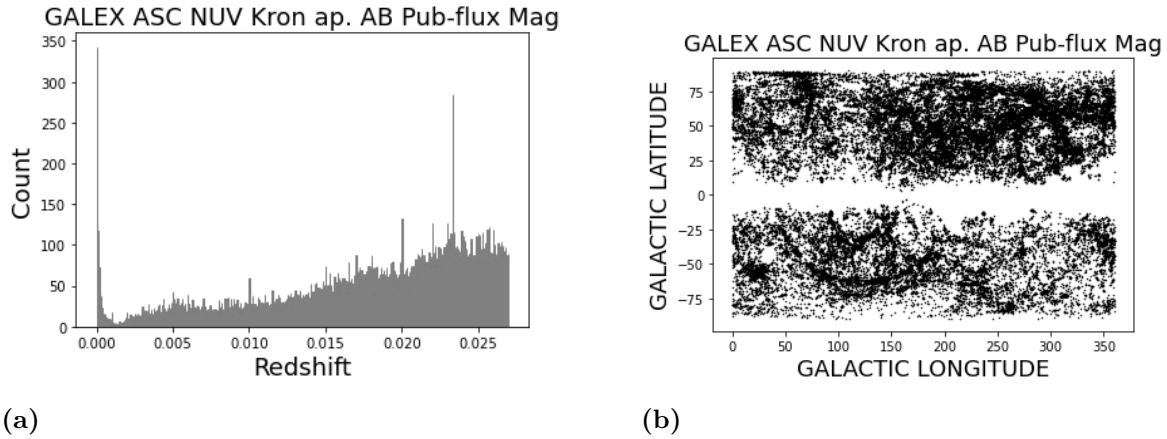 GALEX ASC NUV Kron ap. AB Pub-flux Mag
350
300
250
200
150
100
50
0
Count
0.000 0.005 0.010 0.015 0.020 0.025
Redshift
(a)
GALEX ASC NUV Kron ap. AB Pub-flux Mag
75
50
25
0
−25
−50
−75
GALACTIC LATITUDE
0 50 100 150 200 250 300 350
GALACTIC LONGITUDE
(b)